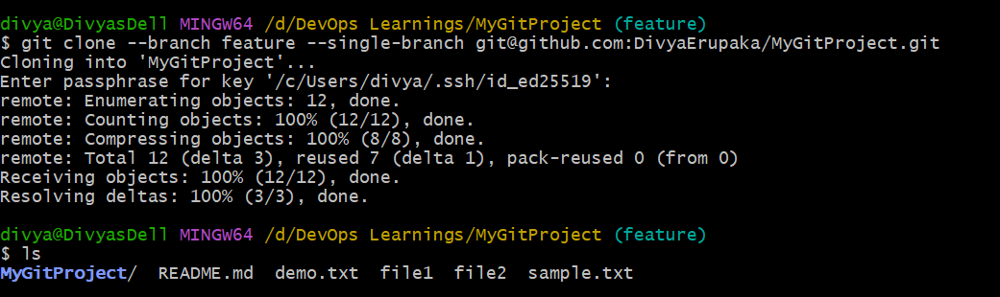 divya@DivyasDell MINGW64 /d/DevOps Learnings/MyGitProject (feature)
$ git clone --branch feature --single-branch git@github.com:DivyaErupaka/MyGitProject.git
Cloning into 'MyGitProject'...
Enter passphrase for key '/c/Users/divya/.ssh/id_ed25519':
remote: Enumerating objects: 12, done.
remote: Counting objects: 100% (12/12), done.
remote: Compressing objects: 100% (8/8), done.
remote: Total 12 (delta 3), reused 7 (delta 1), pack-reused 0 (from 0)
Receiving objects: 100% (12/12), done.
Resolving deltas: 100% (3/3), done.
divya@DivyasDell MINGW64 /d/DevOps Learnings/MyGitProject (feature)
$ ls
MyGitProject/  README.md  demo.txt  file1  file2  sample.txt